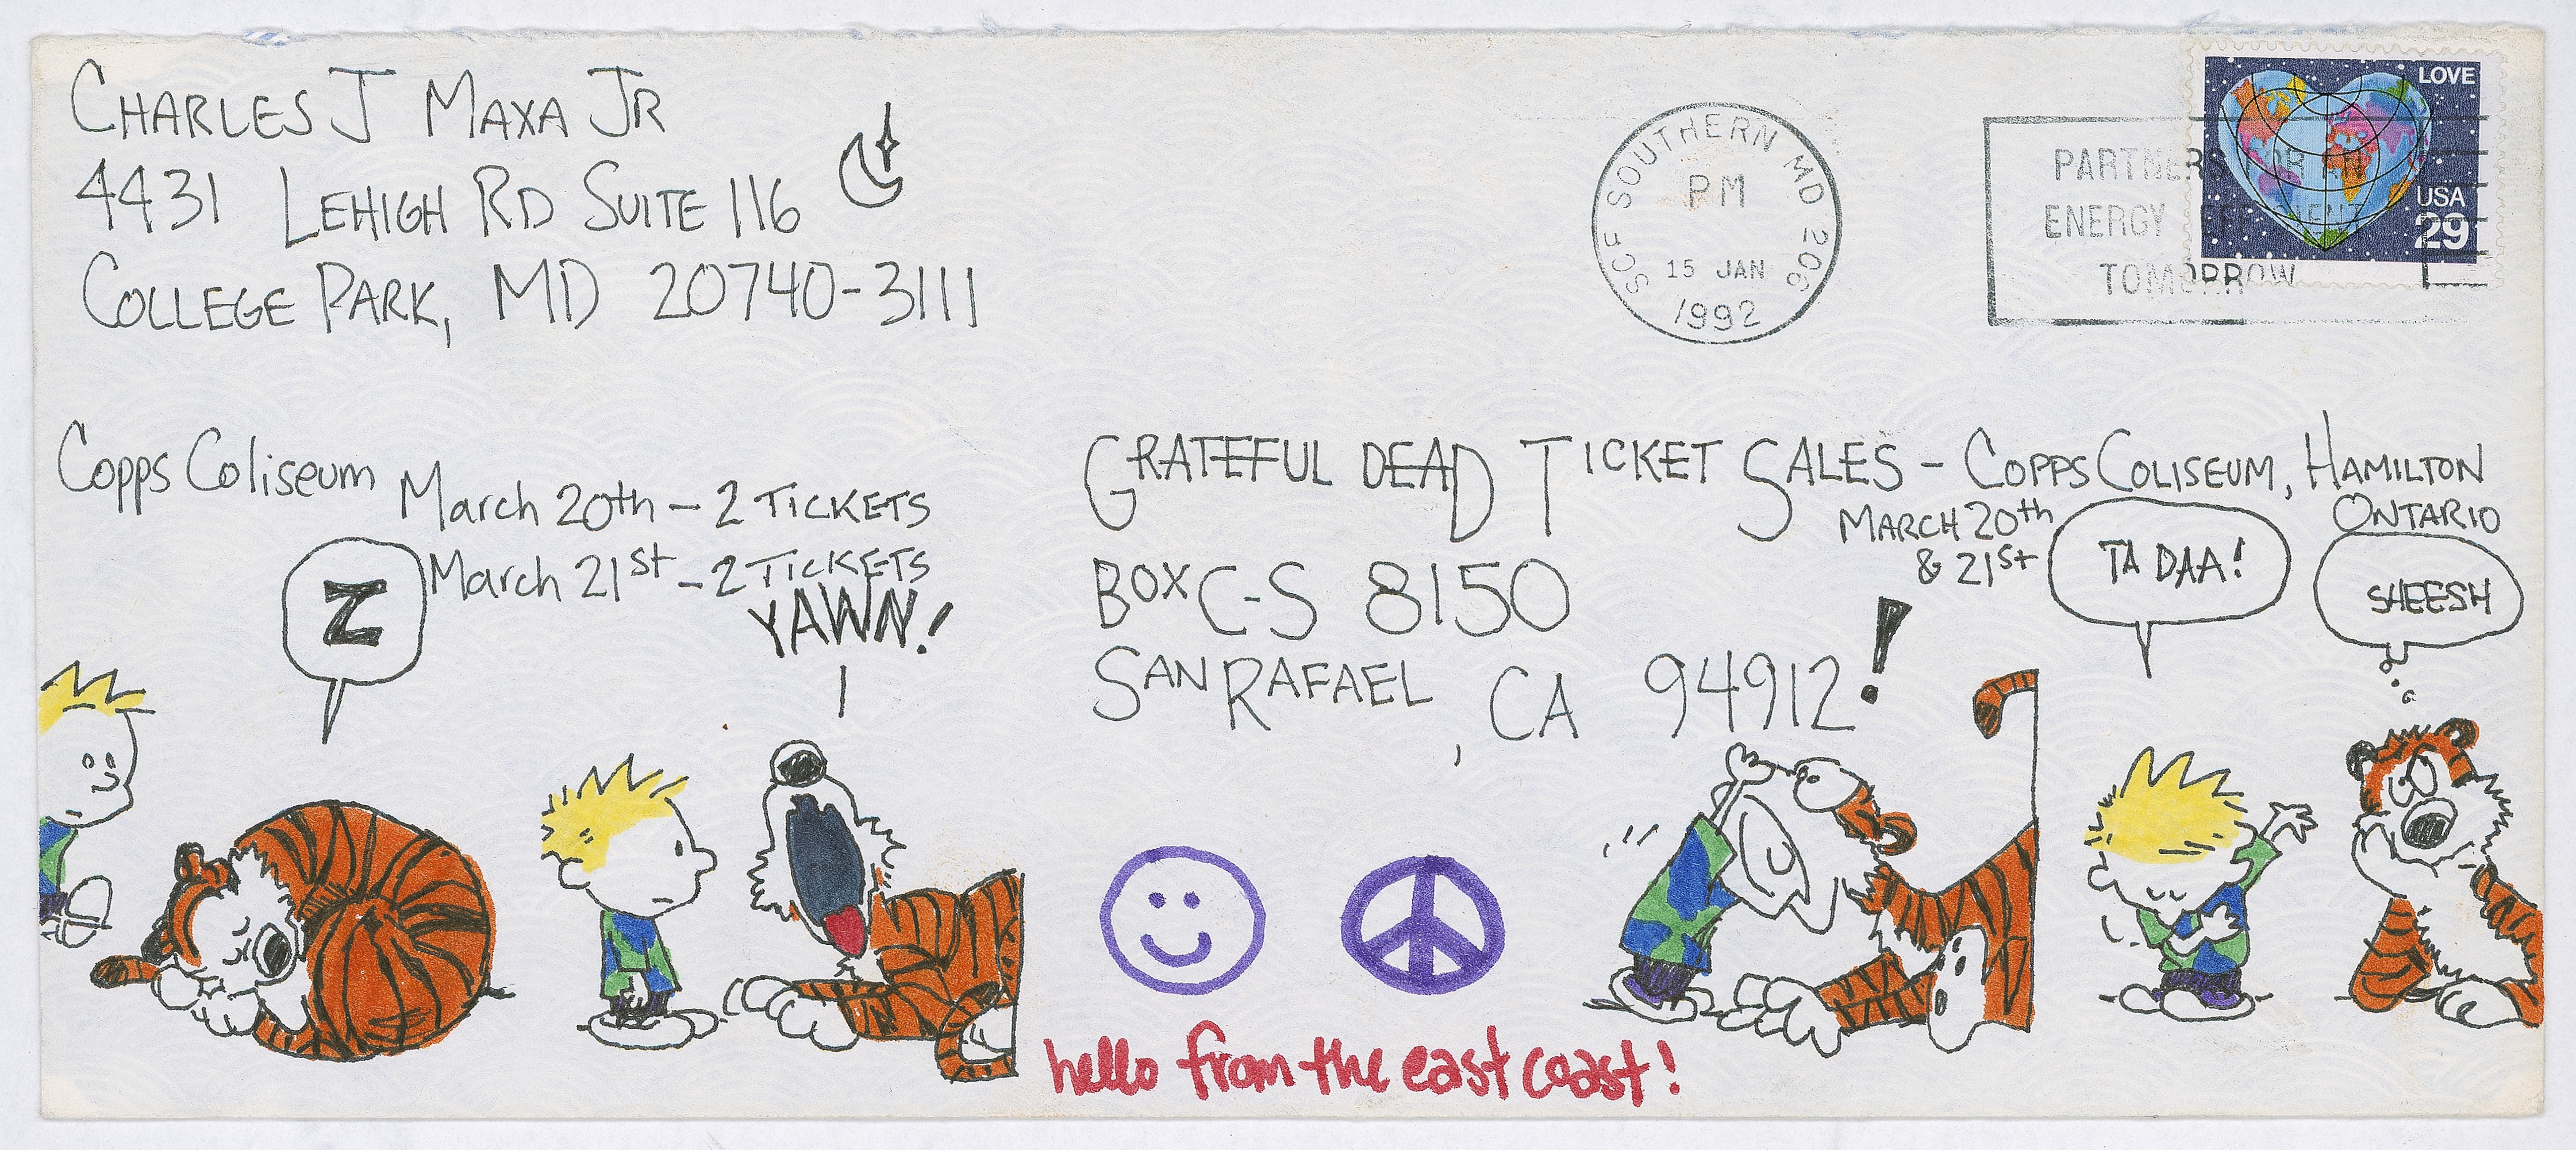 CHARLES J MAXA JR
4431 LEHIGH RD SUITE 116
COLLEGE PARK, MD 20740-3111
SCF SOUTHERN MD 206
PM
15 JAN
1992
PARTNERS FOR AN
ENERGY EFFICIENT
TOMORROW
LOVE
USA
29
Copps Coliseum
March 20th - 2 TICKETS
March 21st - 2 TICKETS
GRATEFUL DEAD TICKET SALES - COPPS COLISEUM, HAMILTON
ONTARIO
MARCH 20th
& 21st
BOX C-S 8150
SAN RAFAEL, CA 94912
Z
YAWN!
!
TA DAA!
SHEESH
hello from the east coast!